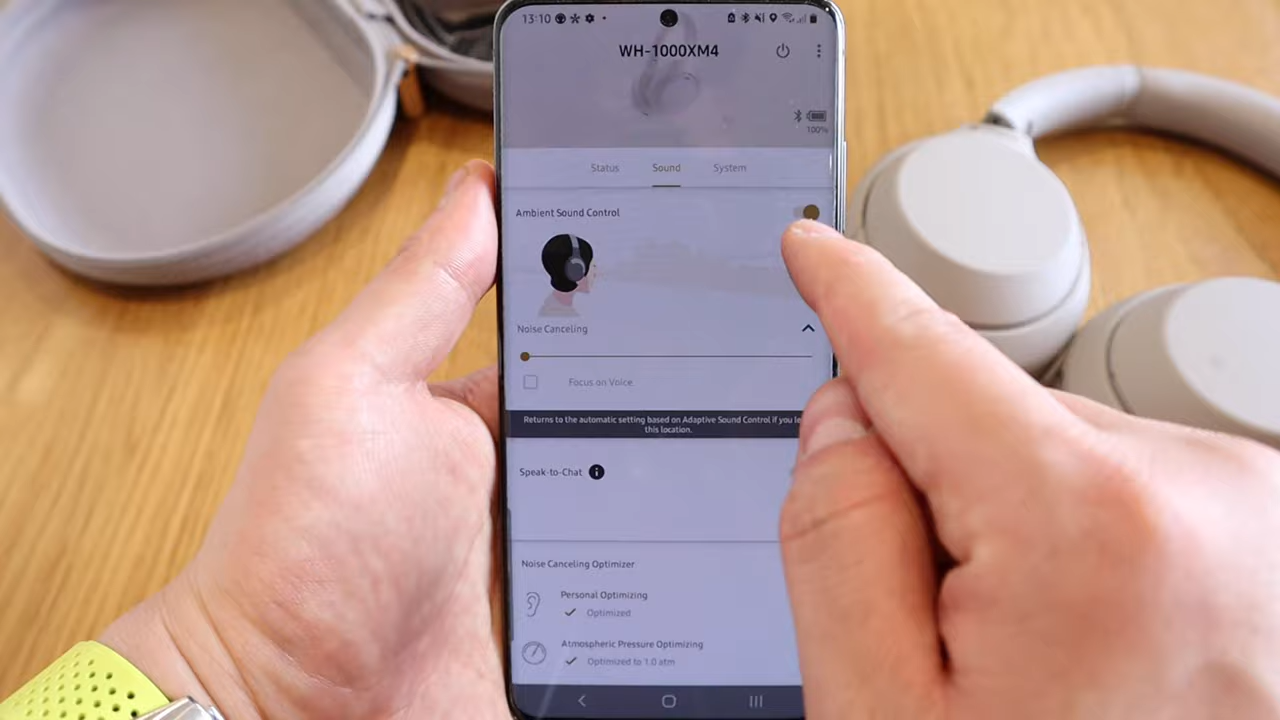 13:10
WH-1000XM4
100%
Status Sound System
Ambient Sound Control
Noise Canceling
Focus on Voice
Returns to the automatic setting based on Adaptive Sound Control if you
this location.
Speak-to-Chat i
Noise Canceling Optimizer
Personal Optimizing
Optimized
Atmospheric Pressure Optimizing
Optimized to 1.0 atm